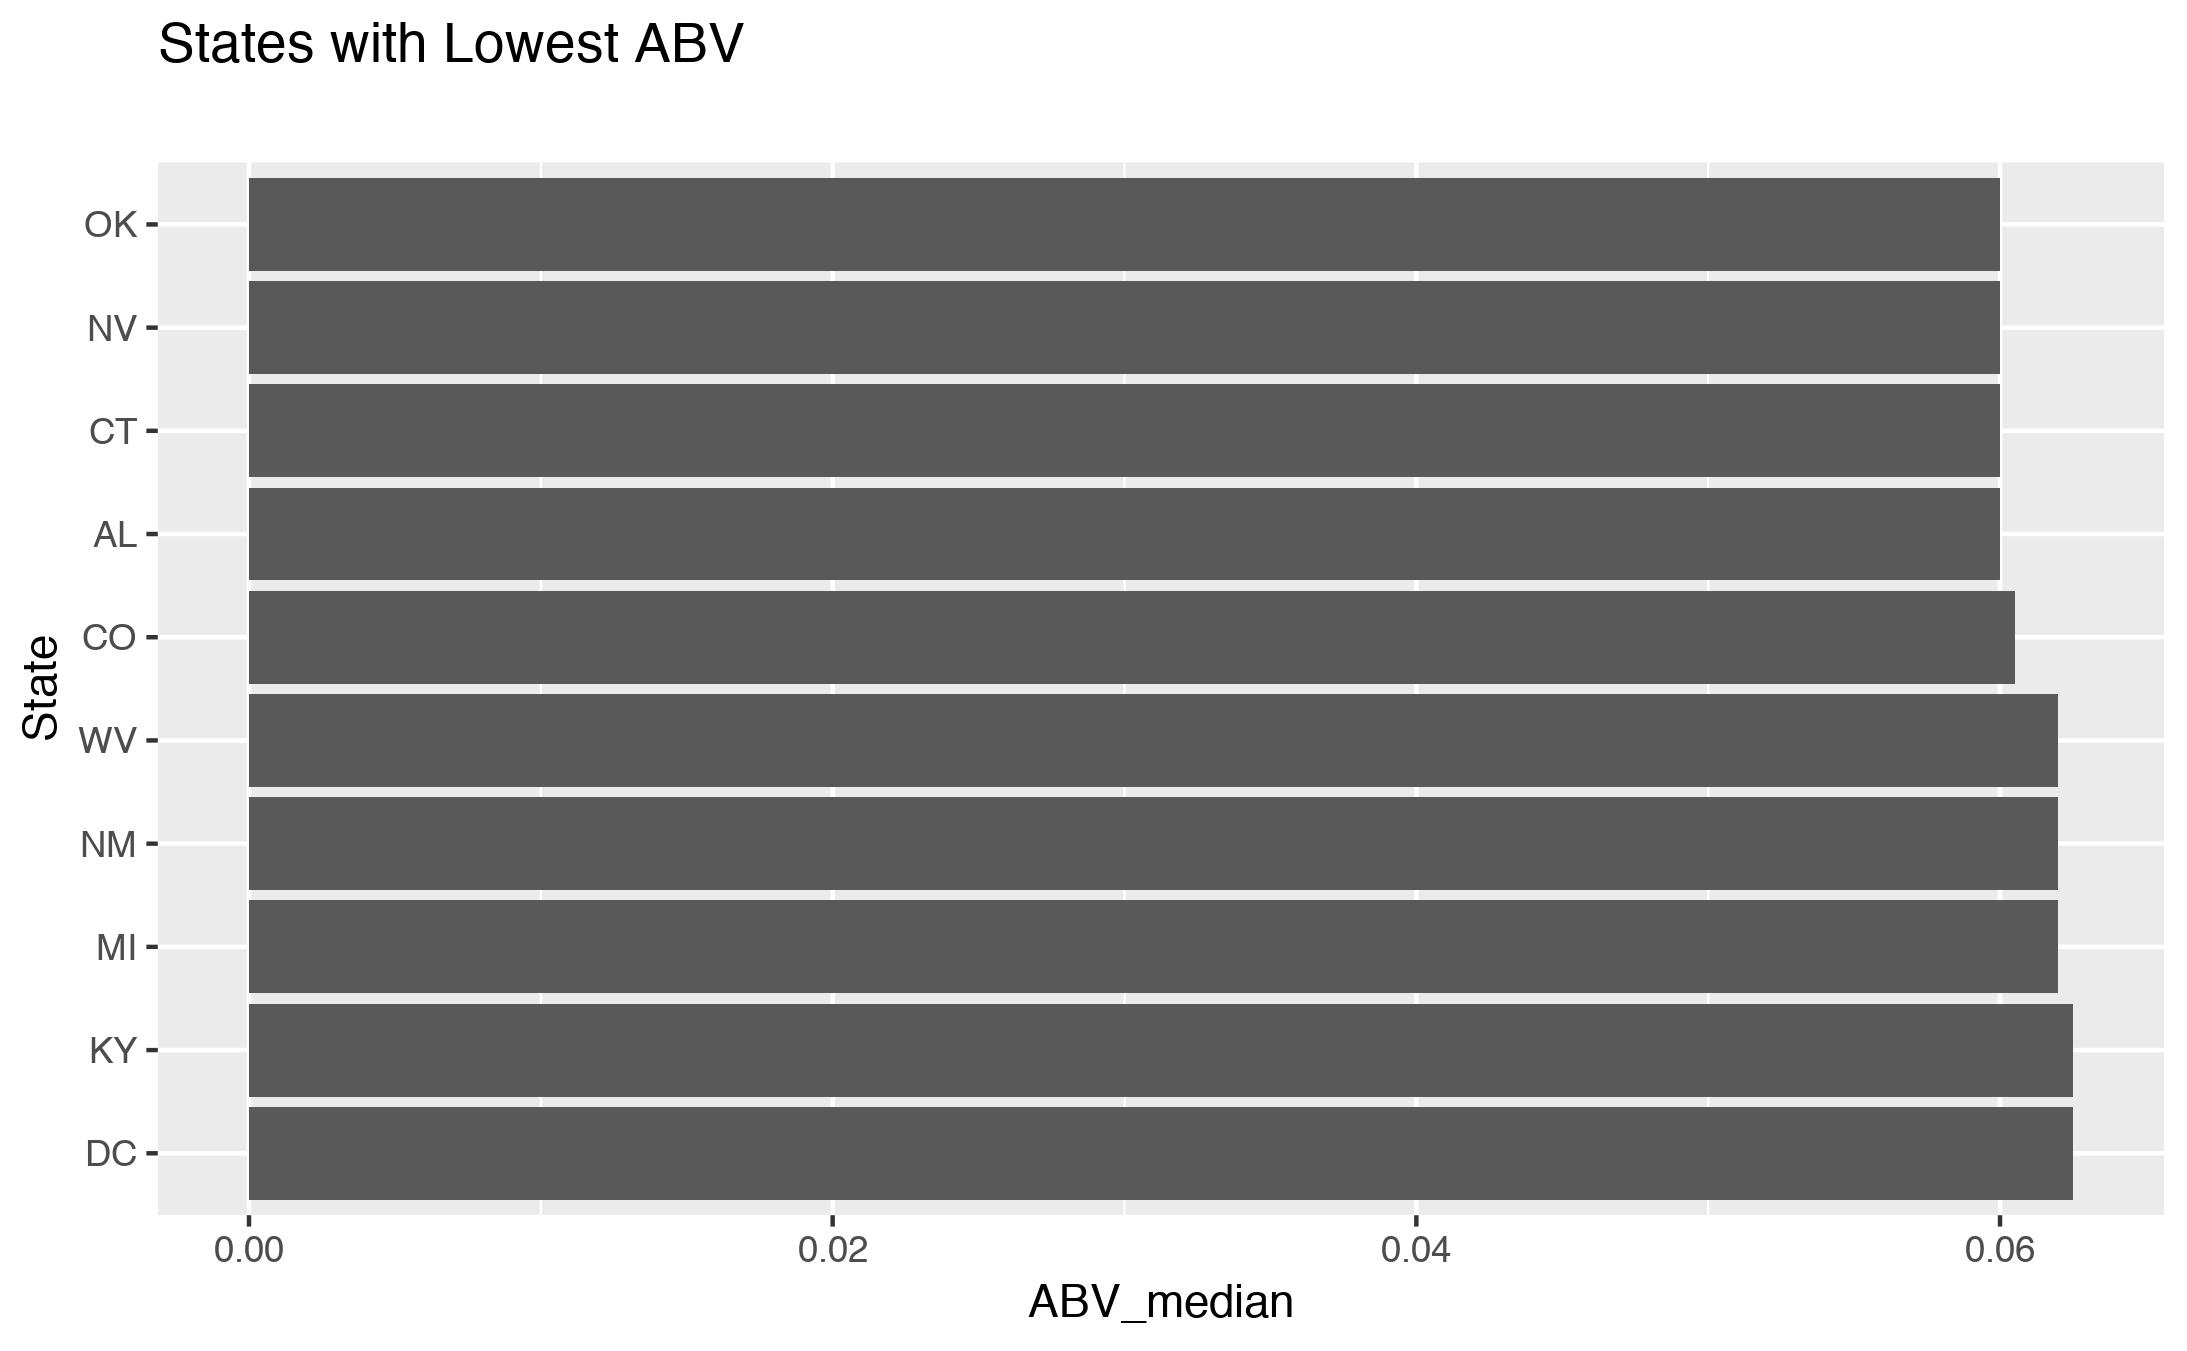 States with Lowest ABV
State
OK
NV
CT
AL
CO
WV
NM
MI
KY
DC
0.00 0.02 0.04 0.06
ABV_median